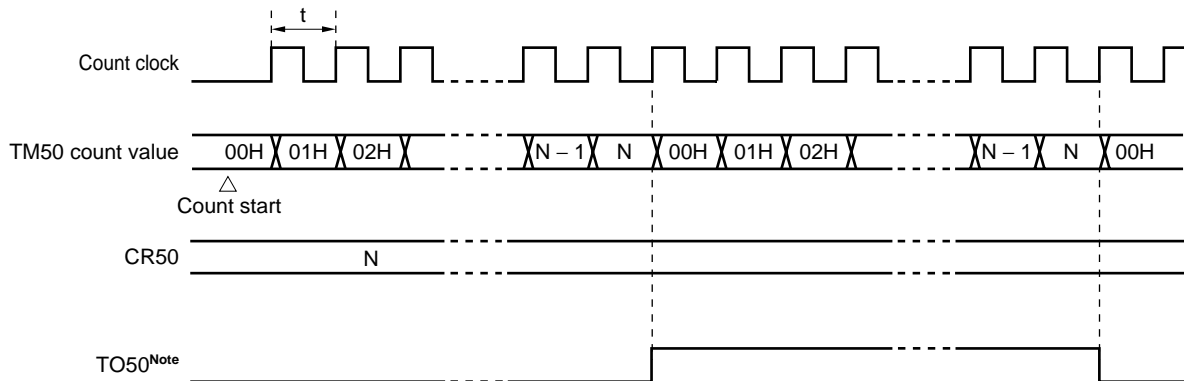 t
Count clock
TM50 count value 00H 01H 02H N − 1 N 00H 01H 02H N − 1 N 00H
Count start
CR50 N
TO50Note